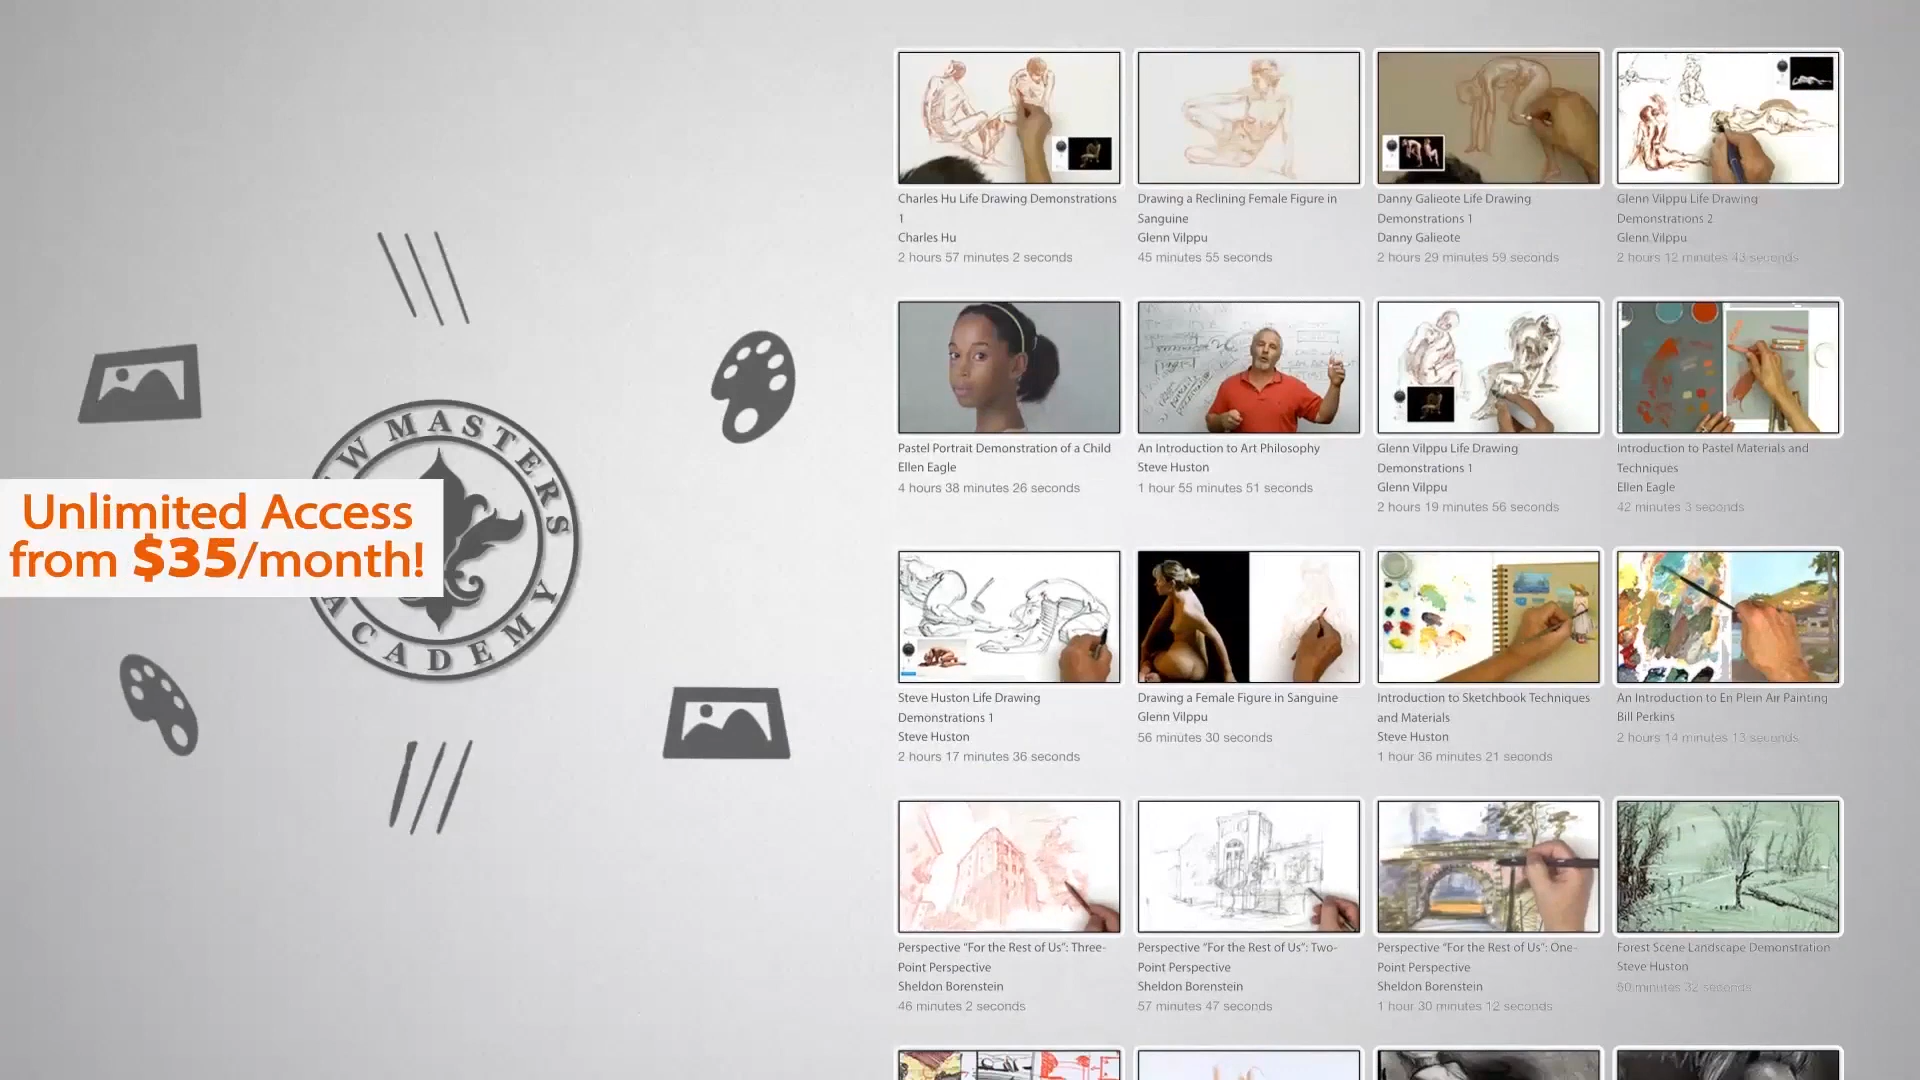 NEW MASTERS
ACADEMY
Unlimited Access
from $35/month!
Charles Hu Life Drawing Demonstrations
1
Charles Hu
2 hours 57 minutes 2 seconds
Drawing a Reclining Female Figure in
Sanguine
Glenn Vilppu
45 minutes 55 seconds
Danny Galieote Life Drawing
Demonstrations 1
Danny Galieote
2 hours 29 minutes 59 seconds
Glenn Vilppu Life Drawing
Demonstrations 2
Glenn Vilppu
2 hours 12 minutes 43 seconds
Pastel Portrait Demonstration of a Child
Ellen Eagle
4 hours 38 minutes 26 seconds
An Introduction to Art Philosophy
Steve Huston
1 hour 55 minutes 51 seconds
Glenn Vilppu Life Drawing
Demonstrations 1
Glenn Vilppu
2 hours 19 minutes 56 seconds
Introduction to Pastel Materials and
Techniques
Ellen Eagle
42 minutes 3 seconds
Steve Huston Life Drawing
Demonstrations 1
Steve Huston
2 hours 17 minutes 36 seconds
Drawing a Female Figure in Sanguine
Glenn Vilppu
56 minutes 30 seconds
Introduction to Sketchbook Techniques
and Materials
Steve Huston
1 hour 36 minutes 21 seconds
An Introduction to En Plein Air Painting
Bill Perkins
2 hours 14 minutes 13 seconds
Perspective “For the Rest of Us”: Three-
Point Perspective
Sheldon Borenstein
46 minutes 2 seconds
Perspective “For the Rest of Us”: Two-
Point Perspective
Sheldon Borenstein
57 minutes 47 seconds
Perspective “For the Rest of Us”: One-
Point Perspective
Sheldon Borenstein
1 hour 30 minutes 12 seconds
Forest Scene Landscape Demonstration
Steve Huston
50 minutes 32 seconds